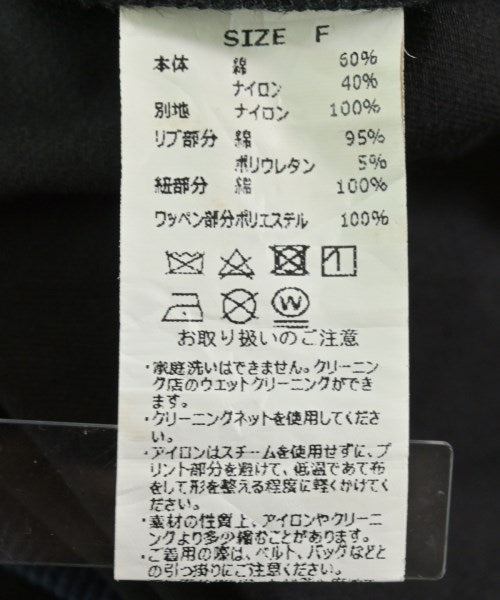 SIZE F
本体 綿 60%
ナイロン 40%
別地 ナイロン 100%
リブ部分 綿 95%
ポリウレタン 5%
紐部分 綿 100%
ワッペン部分ポリエステル 100%
W
お取り扱いのご注意
・家庭洗いはできません。クリーニン
グ店のウエットクリーニングができ
ます。
・クリーニングネットを使用してくださ
い。
・アイロンはスチームを使用せずに、プ
リント部分を避けて、低温であて布
をして形を整える程度に軽くかけてく
ださい。
・素材の性質上、アイロンやクリーニ
ングより多少縮むことがあります。
・ご着用の際は、ベルト、バッグなどと
の引っ掛りにご注意ください。